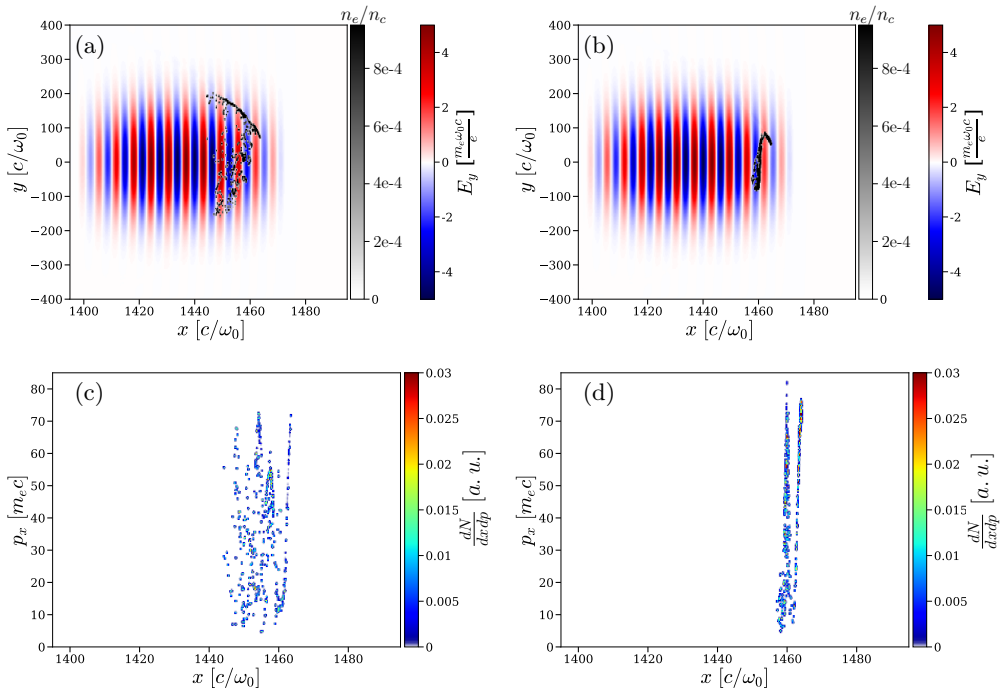 (a)
400
300
200
100
0
−100
−200
−300
−400
y [c/ω₀]
1400 1420 1440 1460 1480
x [c/ω₀]
nₑ/n_c
8e-4
6e-4
4e-4
2e-4
0
4
2
0
-2
-4
E_y [mₑω₀c/e]
(b)
400
300
200
100
0
−100
−200
−300
−400
y [c/ω₀]
1400 1420 1440 1460 1480
x [c/ω₀]
nₑ/n_c
8e-4
6e-4
4e-4
2e-4
0
4
2
0
-2
-4
E_y [mₑω₀c/e]
(c)
80
70
60
50
40
30
20
10
0
pₓ [mₑc]
1400 1420 1440 1460 1480
x [c/ω₀]
0.03
0.025
0.02
0.015
0.01
0.005
0
dN/dxdp [a. u.]
(d)
80
70
60
50
40
30
20
10
0
pₓ [mₑc]
1400 1420 1440 1460 1480
x [c/ω₀]
0.03
0.025
0.02
0.015
0.01
0.005
0
dN/dxdp [a. u.]